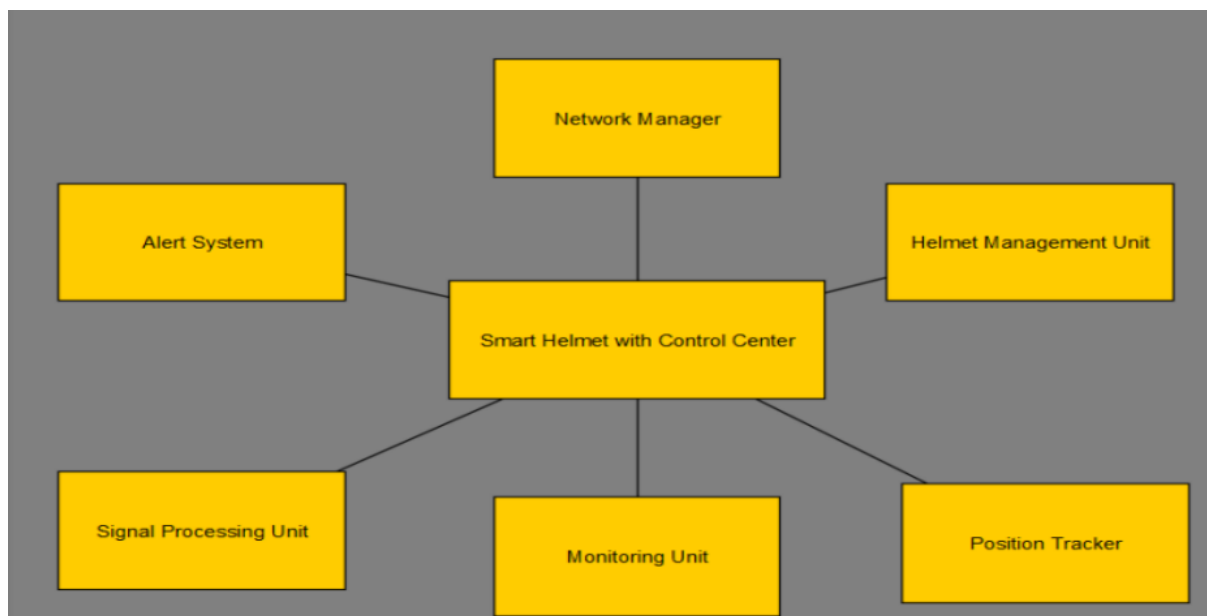 Network Manager
Alert System
Helmet Management Unit
Smart Helmet with Control Center
Signal Processing Unit
Monitoring Unit
Position Tracker